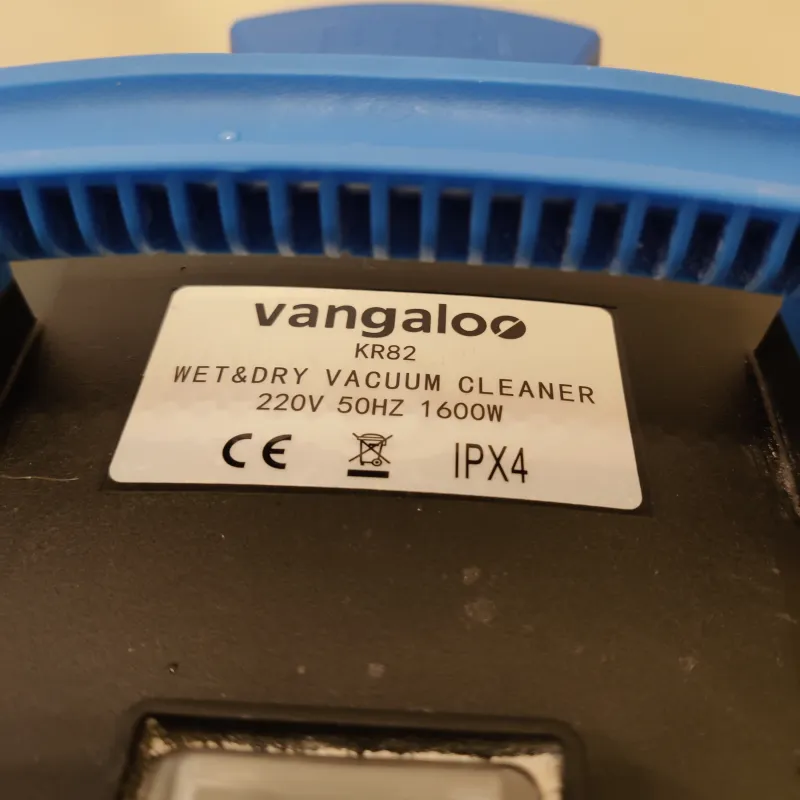 vangaloo
KR82
WET&DRY VACUUM CLEANER
220V 50HZ 1600W
CE IPX4